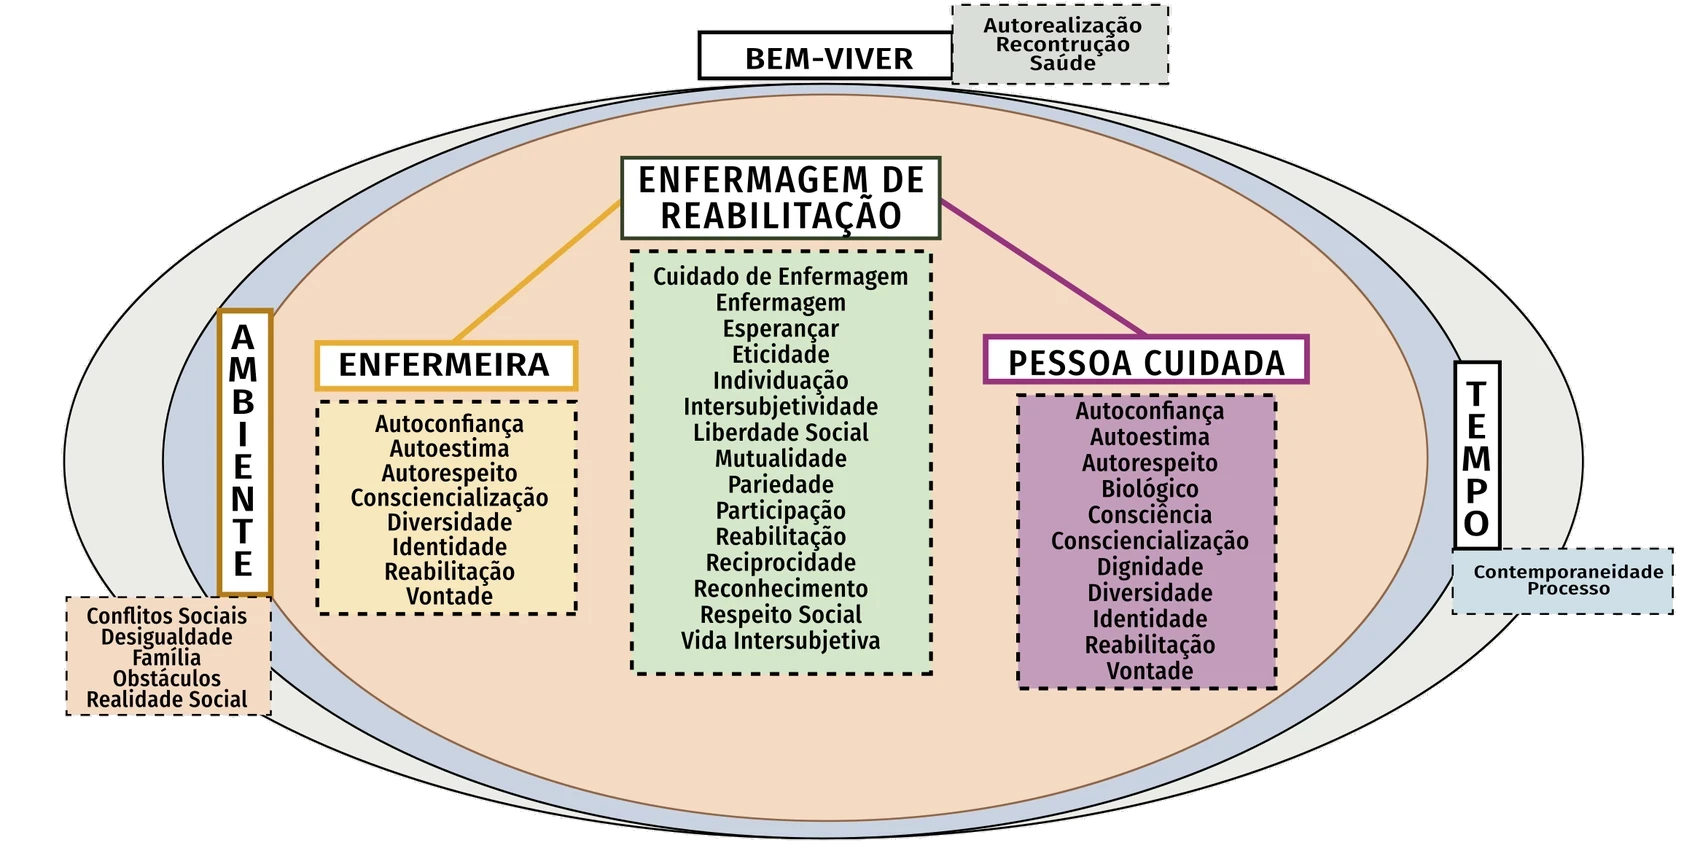 BEM-VIVER
Autorealização
Recontrução
Saúde
ENFERMAGEM DE
REABILITAÇÃO
Cuidado de Enfermagem
Enfermagem
Esperançar
Eticidade
Individuação
Intersubjetividade
Liberdade Social
Mutualidade
Pariedade
Participação
Reabilitação
Reciprocidade
Reconhecimento
Respeito Social
Vida Intersubjetiva
ENFERMEIRA
Autoconfiança
Autoestima
Autorespeito
Consciencialização
Diversidade
Identidade
Reabilitação
Vontade
PESSOA CUIDADA
Autoconfiança
Autoestima
Autorespeito
Biológico
Consciência
Consciencialização
Dignidade
Diversidade
Identidade
Reabilitação
Vontade
AMBIENTE
Conflitos Sociais
Desigualdade
Família
Obstáculos
Realidade Social
TEMPO
Contemporaneidade
Processo